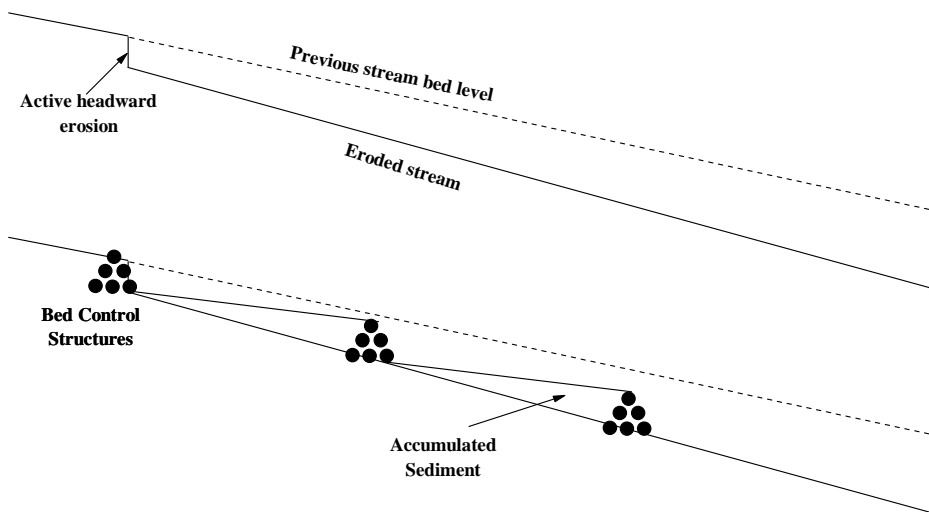 Previous stream bed level
Active headward
erosion
Eroded stream
Bed Control
Structures
Accumulated
Sediment